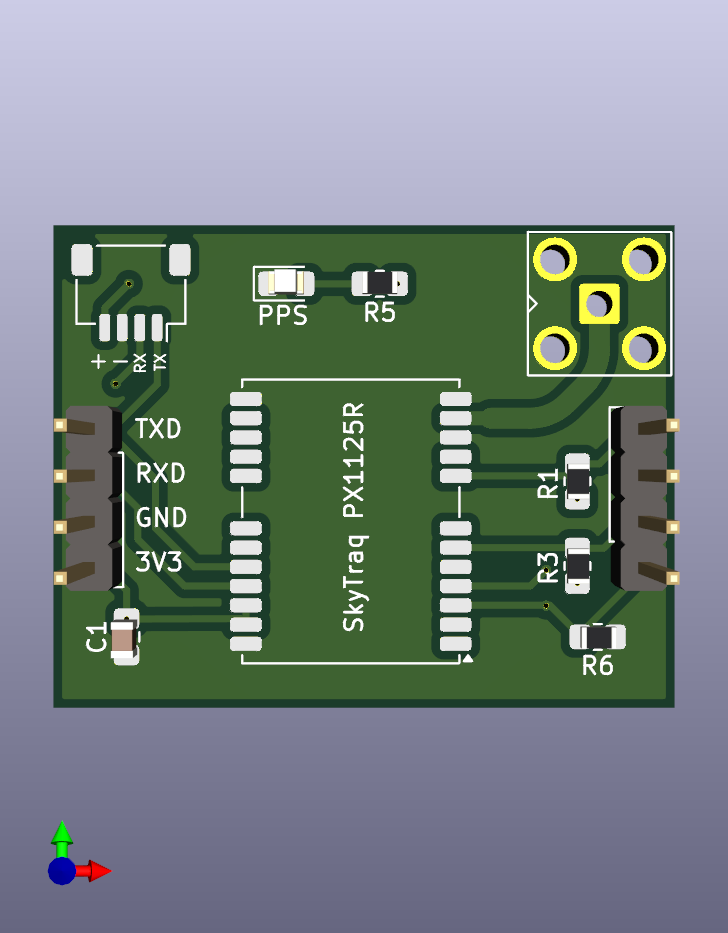 PPS
R5
+
-
RX
TX
TXD
RXD
GND
3V3
SkyTraq PX1125R
R1
R3
C1
R6